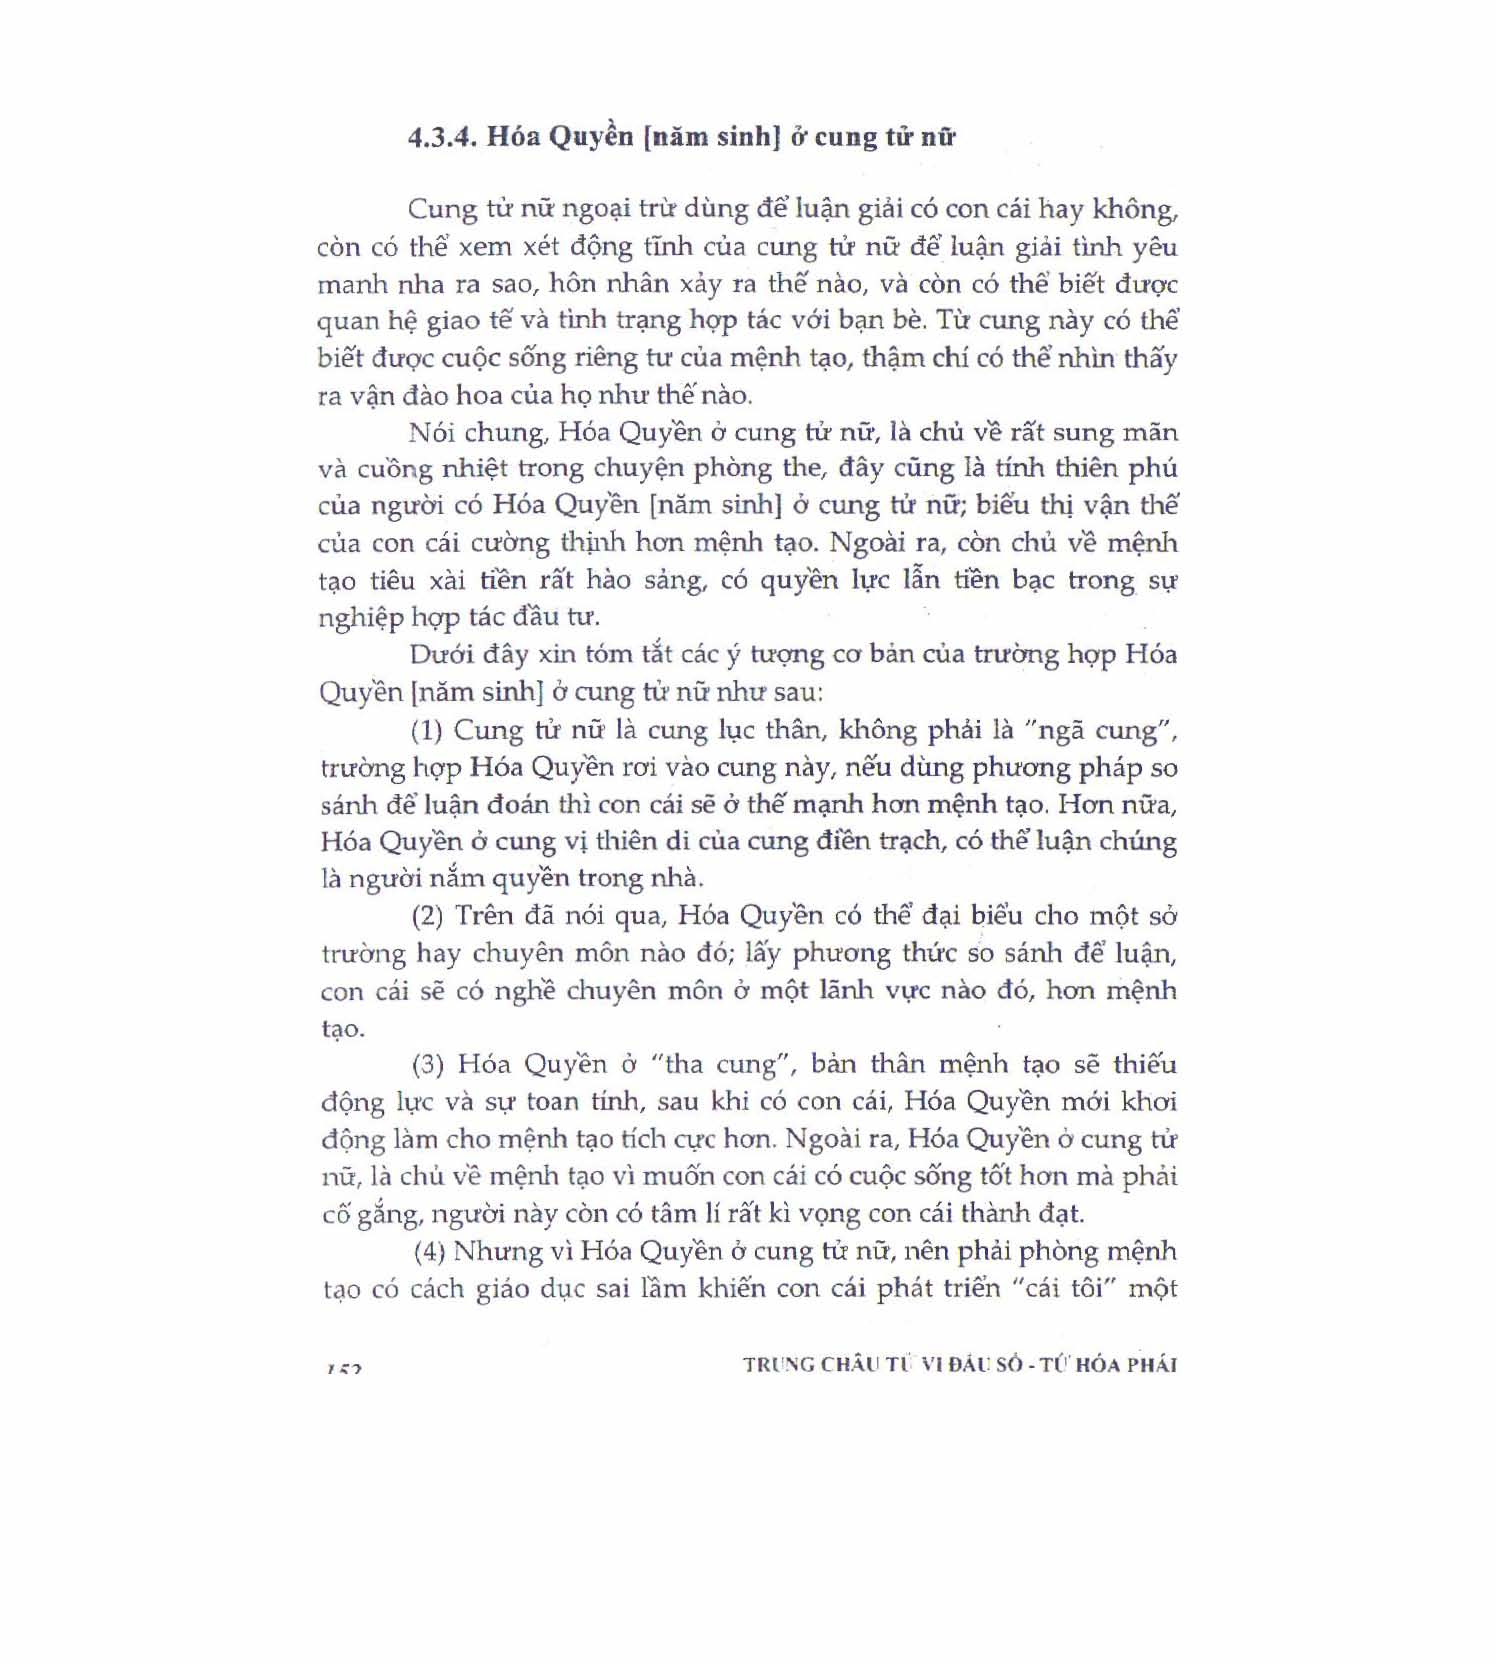 4.3.4. Hóa Quyền [năm sinh] ở cung tử nữ
Cung tử nữ ngoại trừ dùng để luận giải có con cái hay không,
còn có thể xem xét động tĩnh của cung tử nữ để luận giải tình yêu
manh nha ra sao, hôn nhân xảy ra thế nào, và còn có thể biết được
quan hệ giao tế và tình trạng hợp tác với bạn bè. Từ cung này có thể
biết được cuộc sống riêng tư của mệnh tạo, thậm chí có thể nhìn thấy
ra vận đào hoa của họ như thế nào.
Nói chung, Hóa Quyền ở cung tử nữ, là chủ về rất sung mãn
và cuồng nhiệt trong chuyện phòng the, đây cũng là tính thiên phú
của người có Hóa Quyền [năm sinh] ở cung tử nữ; biểu thị vận thế
của con cái cường thịnh hơn mệnh tạo. Ngoài ra, còn chủ về mệnh
tạo tiêu xài tiền rất hào sảng, có quyền lực lẫn tiền bạc trong sự
nghiệp hợp tác đầu tư.
Dưới đây xin tóm tắt các ý tượng cơ bản của trường hợp Hóa
Quyền [năm sinh] ở cung tử nữ như sau:
(1) Cung tử nữ là cung lục thân, không phải là "ngã cung",
trường hợp Hóa Quyền rơi vào cung này, nếu dùng phương pháp so
sánh để luận đoán thì con cái sẽ ở thế mạnh hơn mệnh tạo. Hơn nữa,
Hóa Quyền ở cung vị thiên di của cung điền trạch, có thể luận chúng
là người nắm quyền trong nhà.
(2) Trên đã nói qua, Hóa Quyền có thể đại biểu cho một sở
trường hay chuyên môn nào đó; lấy phương thức so sánh để luận,
con cái sẽ có nghề chuyên môn ở một lãnh vực nào đó, hơn mệnh
tạo.
(3) Hóa Quyền ở "tha cung", bản thân mệnh tạo sẽ thiếu
động lực và sự toan tính, sau khi có con cái, Hóa Quyền mới khơi
động làm cho mệnh tạo tích cực hơn. Ngoài ra, Hóa Quyền ở cung tử
nữ, là chủ về mệnh tạo vì muốn con cái có cuộc sống tốt hơn mà phải
cố gắng, người này còn có tâm lí rất kì vọng con cái thành đạt.
(4) Nhưng vì Hóa Quyền ở cung tử nữ, nên phải phòng mệnh
tạo có cách giáo dục sai lầm khiến con cái phát triển "cái tôi" một
TRUNG CHÂU TỬ VI ĐẨU SỐ - TỨ HÓA PHÁI